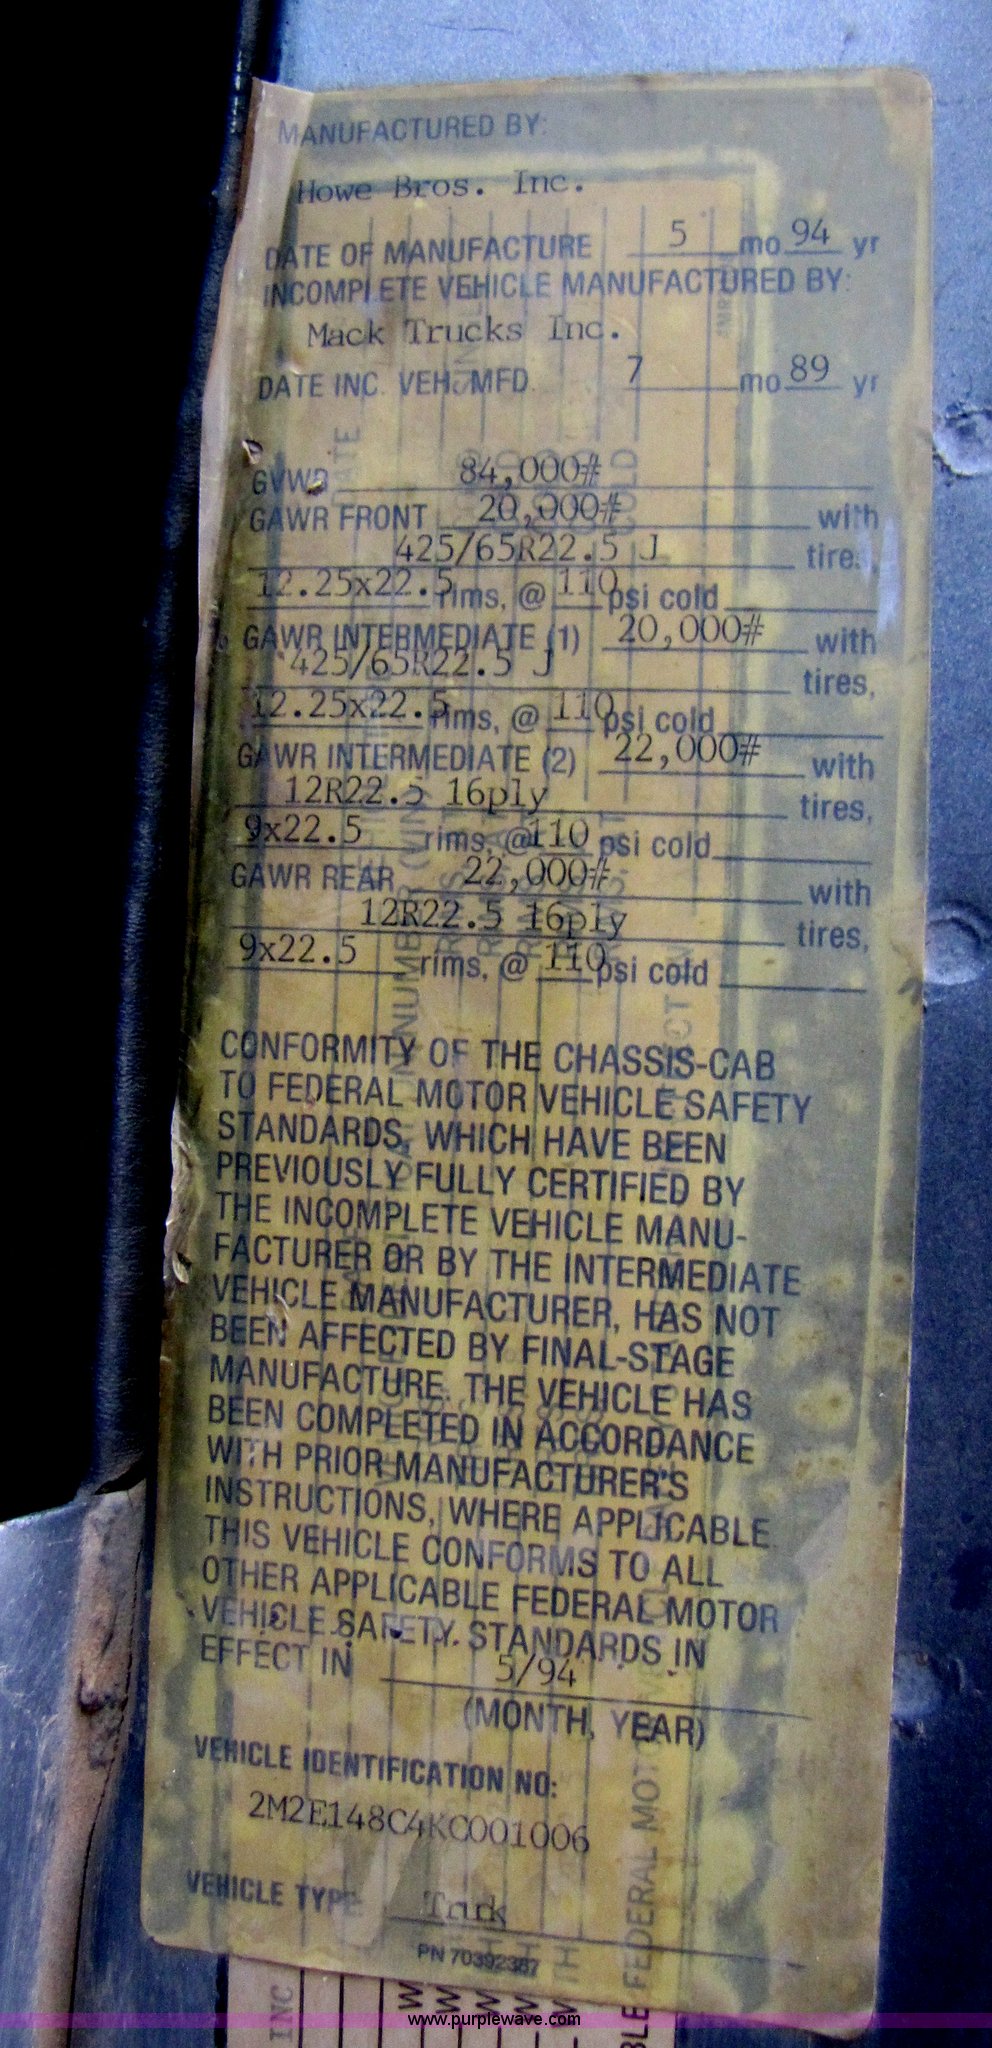 MANUFACTURED BY:
Howe Bros. Inc.
DATE OF MANUFACTURE 5 mo 94 yr
INCOMPLETE VEHICLE MANUFACTURED BY:
Mack Trucks Inc.
DATE INC. VEH. MFD. 7 mo 89 yr
GVWR 84,000#
GAWR FRONT 20,000# with
425/65R22.5 J tires,
12.25x22.5 rims, @ 110 psi cold
GAWR INTERMEDIATE (1) 20,000# with
425/65R22.5 J tires,
12.25x22.5 rims, @ 110 psi cold
GAWR INTERMEDIATE (2) 22,000# with
12R22.5 16ply tires,
9x22.5 rims, @ 110 psi cold
GAWR REAR 22,000# with
12R22.5 16ply tires,
9x22.5 rims, @ 110 psi cold
CONFORMITY OF THE CHASSIS-CAB
TO FEDERAL MOTOR VEHICLE SAFETY
STANDARDS, WHICH HAVE BEEN
PREVIOUSLY FULLY CERTIFIED BY
THE INCOMPLETE VEHICLE MANU-
FACTURER OR BY THE INTERMEDIATE
VEHICLE MANUFACTURER, HAS NOT
BEEN AFFECTED BY FINAL-STAGE
MANUFACTURE. THE VEHICLE HAS
BEEN COMPLETED IN ACCORDANCE
WITH PRIOR MANUFACTURER'S
INSTRUCTIONS, WHERE APPLICABLE.
THIS VEHICLE CONFORMS TO ALL
OTHER APPLICABLE FEDERAL MOTOR
VEHICLE SAFETY STANDARDS IN
EFFECT IN 5/94
(MONTH, YEAR)
VEHICLE IDENTIFICATION NO:
2M2E148C4KC001006
VEHICLE TYPE Truck
PN 70392387
INC
www.purplewave.com